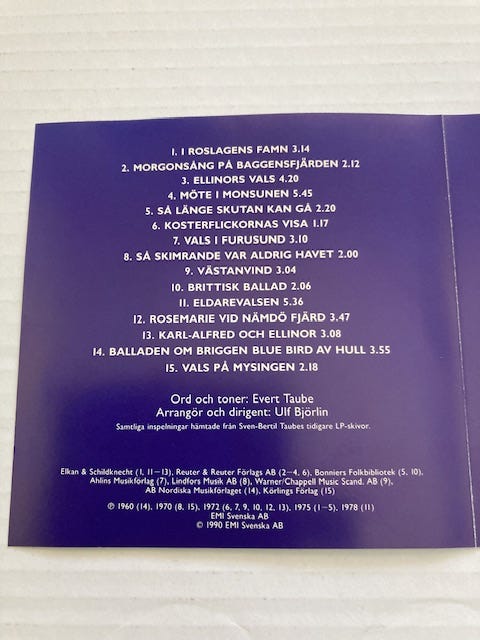 1. I ROSLAGENS FAMN 3.14
2. MORGONSÅNG PÅ BAGGENSFJÄRDEN 2.12
3. ELLINORS VALS 4.20
4. MÖTE I MONSUNEN 5.45
5. SÅ LÄNGE SKUTAN KAN GÅ 2.20
6. KOSTERFLICKORNAS VISA 1.17
7. VALS I FURUSUND 3.10
8. SÅ SKIMRANDE VAR ALDRIG HAVET 2.00
9. VÄSTANVIND 3.04
10. BRITTISK BALLAD 2.06
11. ELDAREVALSEN 5.36
12. ROSEMARIE VID NÄMDÖ FJÄRD 3.47
13. KARL-ALFRED OCH ELLINOR 3.08
14. BALLADEN OM BRIGGEN BLUE BIRD AV HULL 3.55
15. VALS PÅ MYSINGEN 2.18
Ord och toner: Evert Taube
Arrangör och dirigent: Ulf Björlin
Samtliga inspelningar hämtade från Sven-Bertil Taubes tidigare LP-skivor.
Elkan & Schildknecht (1, 11–13), Reuter & Reuter Förlags AB (2–4, 6), Bonniers Folkbibliotek (5, 10),
Ahlins Musikförlag (7), Lindfors Musik AB (8), Warner/Chappell Music Scand. AB (9),
AB Nordiska Musikförlaget (14), Körlings Förlag (15)
℗ 1960 (14), 1970 (8, 15), 1972 (6, 7, 9, 10, 12, 13), 1975 (1–5), 1978 (11)
EMI Svenska AB
© 1990 EMI Svenska AB